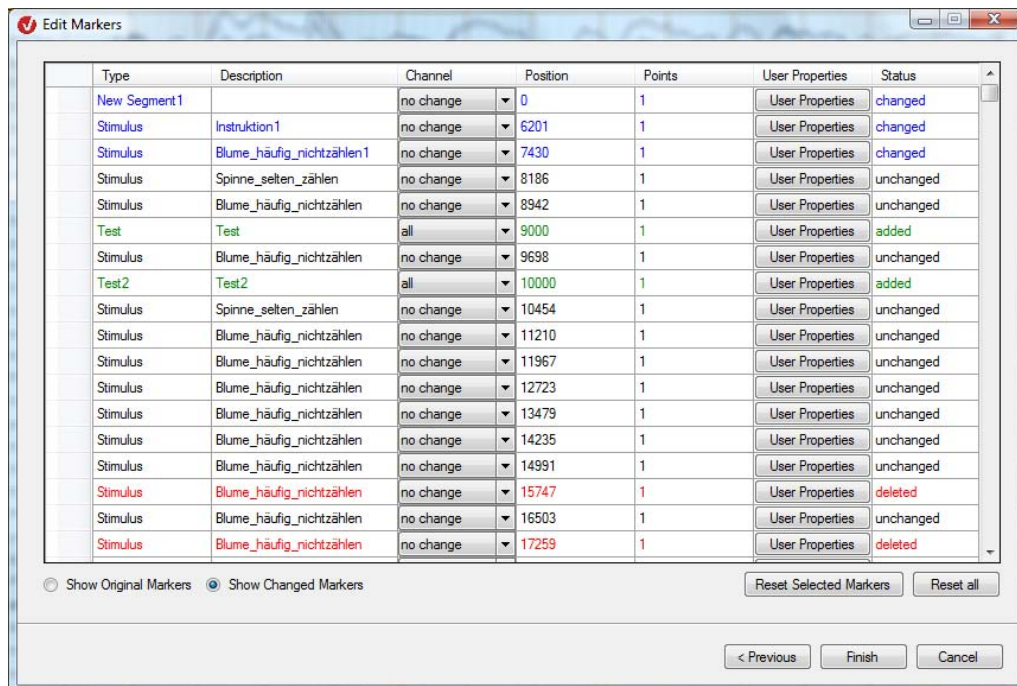 Edit Markers
Type Description Channel Position Points User Properties Status
New Segment1 no change 0 1 User Properties changed
Stimulus Instruktion1 no change 6201 1 User Properties changed
Stimulus Blume_häufig_nichtzählen1 no change 7430 1 User Properties changed
Stimulus Spinne_selten_zählen no change 8186 1 User Properties unchanged
Stimulus Blume_häufig_nichtzählen no change 8942 1 User Properties unchanged
Test Test all 9000 1 User Properties added
Stimulus Blume_häufig_nichtzählen no change 9698 1 User Properties unchanged
Test2 Test2 all 10000 1 User Properties added
Stimulus Spinne_selten_zählen no change 10454 1 User Properties unchanged
Stimulus Blume_häufig_nichtzählen no change 11210 1 User Properties unchanged
Stimulus Blume_häufig_nichtzählen no change 11967 1 User Properties unchanged
Stimulus Blume_häufig_nichtzählen no change 12723 1 User Properties unchanged
Stimulus Blume_häufig_nichtzählen no change 13479 1 User Properties unchanged
Stimulus Blume_häufig_nichtzählen no change 14235 1 User Properties unchanged
Stimulus Blume_häufig_nichtzählen no change 14991 1 User Properties unchanged
Stimulus Blume_häufig_nichtzählen no change 15747 1 User Properties deleted
Stimulus Blume_häufig_nichtzählen no change 16503 1 User Properties unchanged
Stimulus Blume_häufig_nichtzählen no change 17259 1 User Properties deleted
Show Original Markers Show Changed Markers Reset Selected Markers Reset all
< Previous Finish Cancel